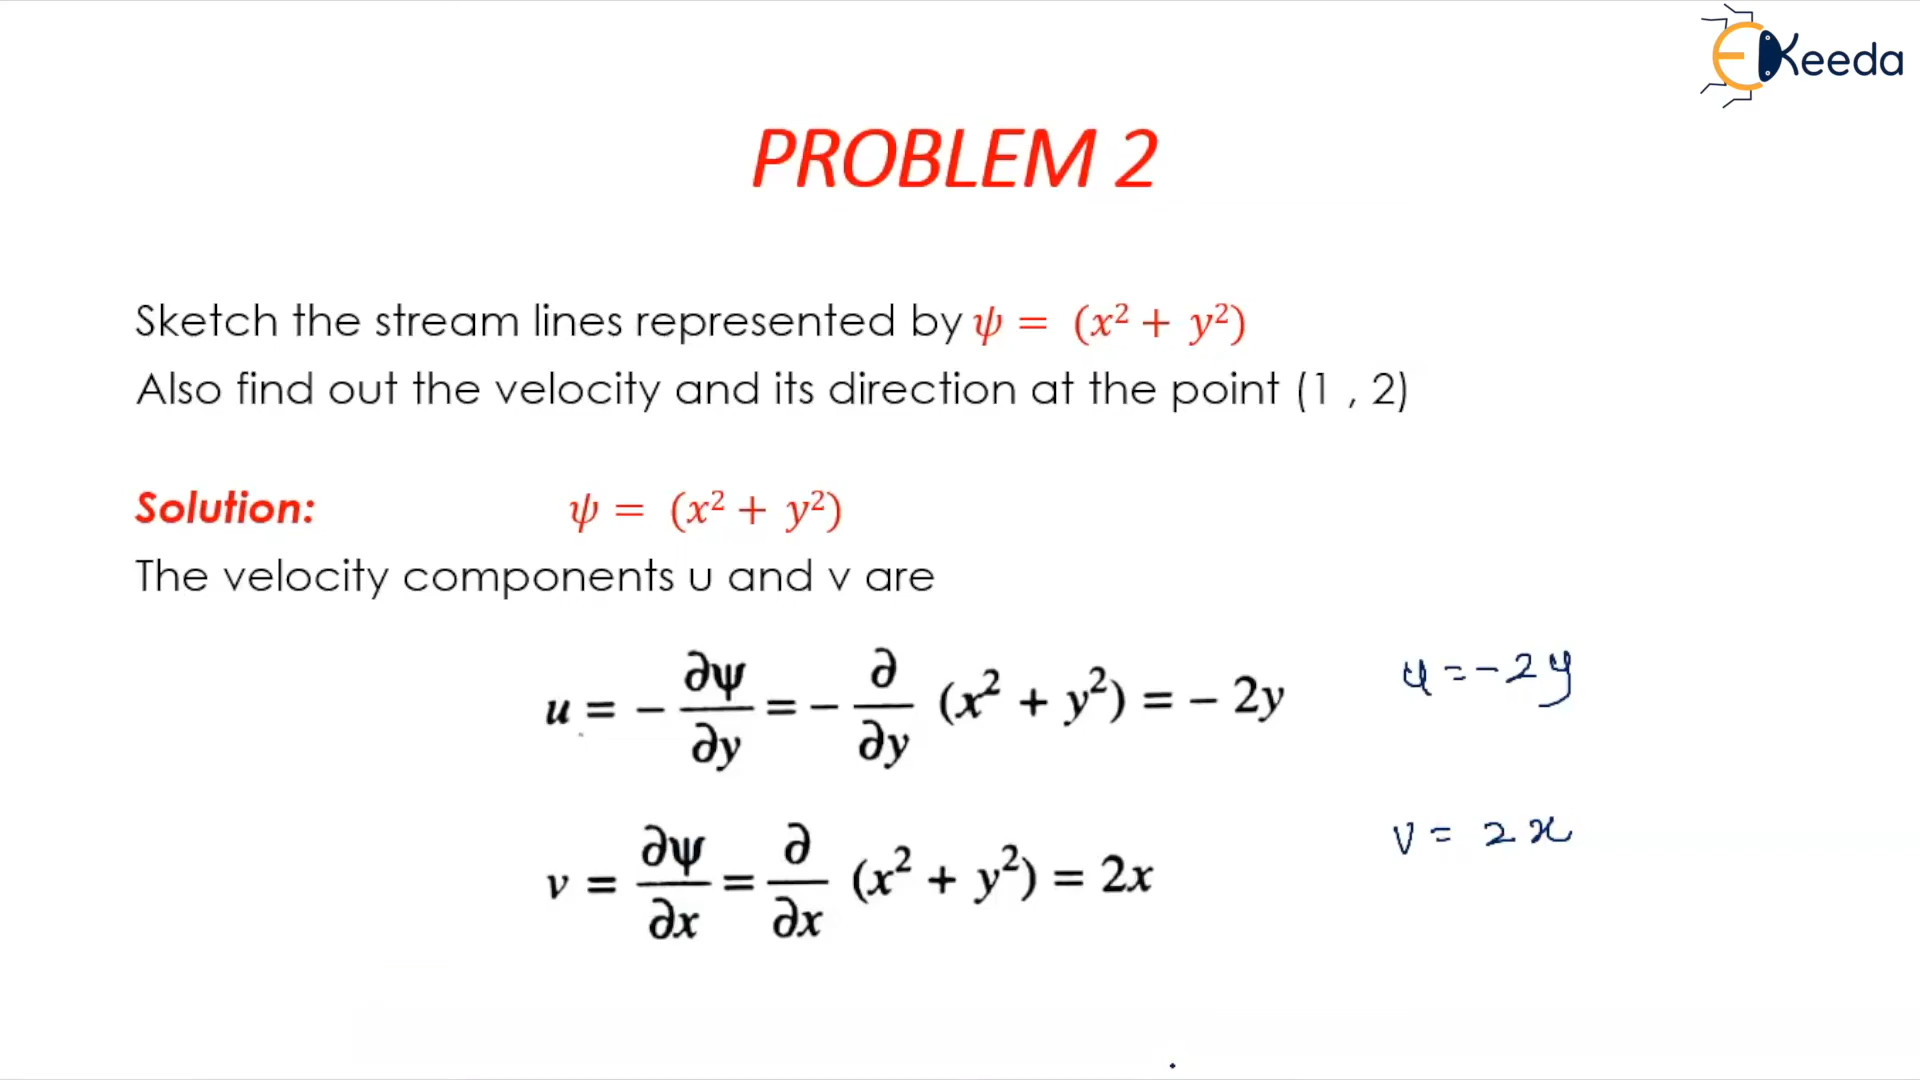 EKeeda
PROBLEM 2
Sketch the stream lines represented by ψ = (x² + y²)
Also find out the velocity and its direction at the point (1 , 2)
Solution: ψ = (x² + y²)
The velocity components u and v are
u = − ∂ψ/∂y = − ∂/∂y (x² + y²) = − 2y
u = −2y
v = ∂ψ/∂x = ∂/∂x (x² + y²) = 2x
v = 2x